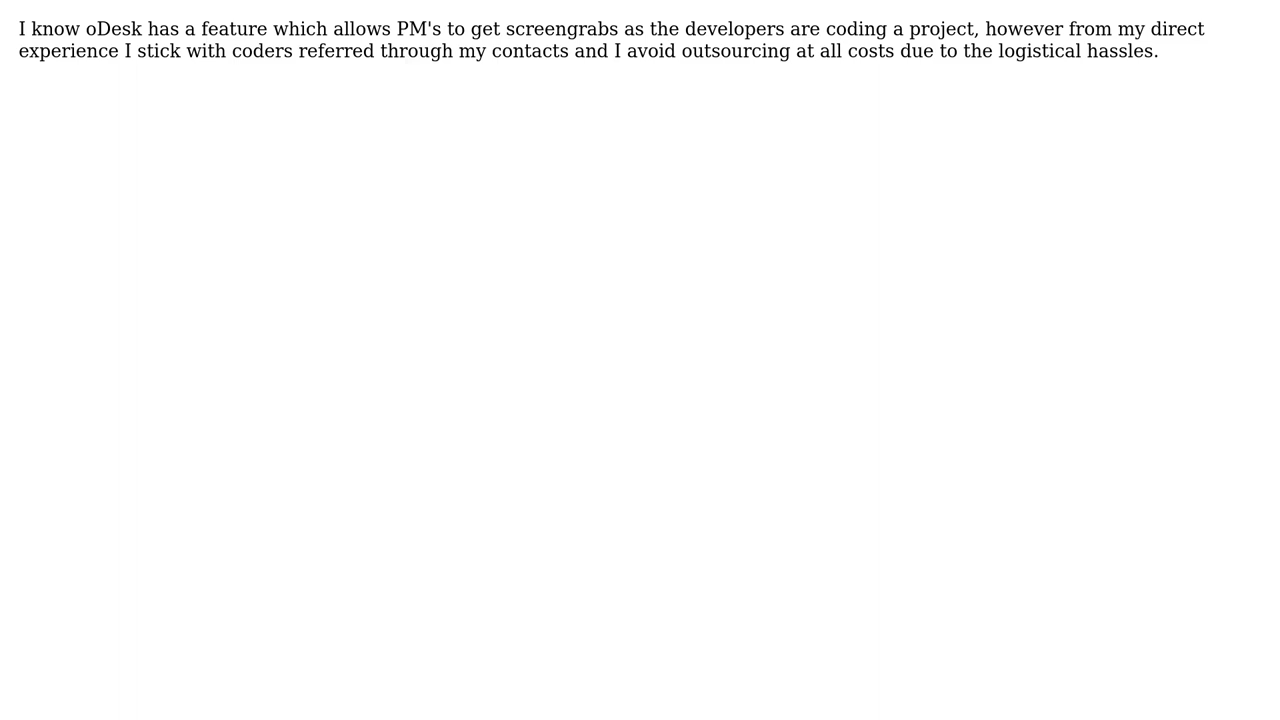 I know oDesk has a feature which allows PM's to get screengrabs as the developers are coding a project, however from my direct
experience I stick with coders referred through my contacts and I avoid outsourcing at all costs due to the logistical hassles.